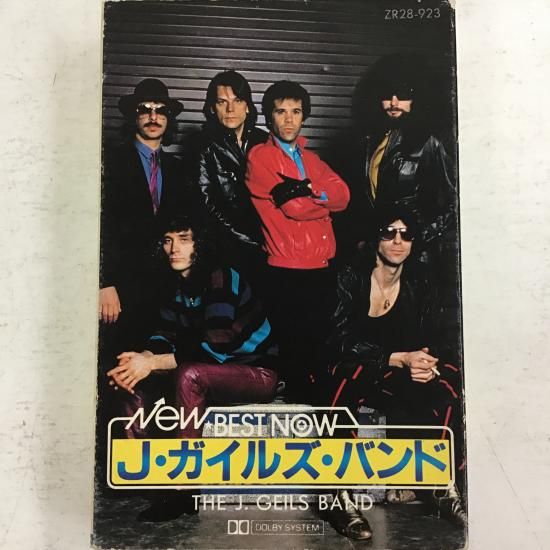 ZR28-923
New BEST NOW
J・ガイルズ・バンド
THE J. GEILS BAND
DOLBY SYSTEM